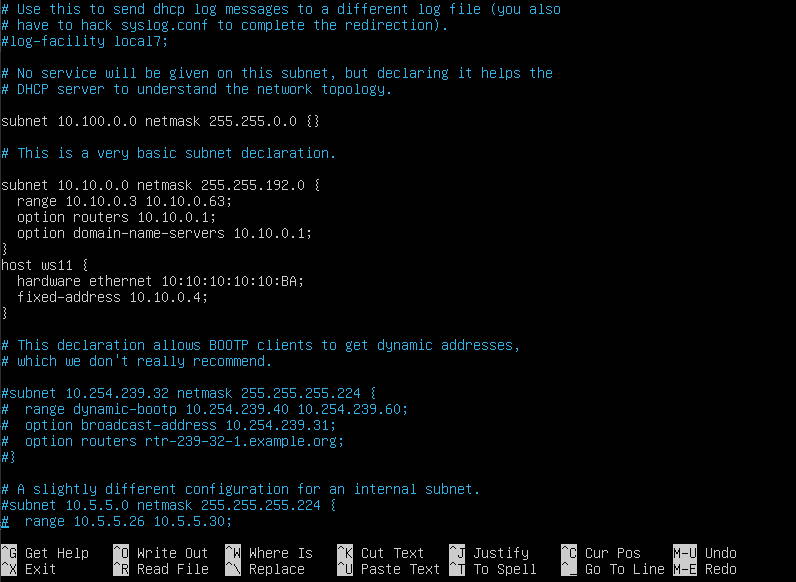 # Use this to send dhcp log messages to a different log file (you also
# have to hack syslog.conf to complete the redirection).
#log-facility local7;
# No service will be given on this subnet, but declaring it helps the
# DHCP server to understand the network topology.
subnet 10.100.0.0 netmask 255.255.0.0 {}
# This is a very basic subnet declaration.
subnet 10.10.0.0 netmask 255.255.192.0 {
  range 10.10.0.3 10.10.0.63;
  option routers 10.10.0.1;
  option domain-name-servers 10.10.0.1;
}
host ws11 {
  hardware ethernet 10:10:10:10:10:BA;
  fixed-address 10.10.0.4;
}
# This declaration allows BOOTP clients to get dynamic addresses,
# which we don't really recommend.
#subnet 10.254.239.32 netmask 255.255.255.224 {
#  range dynamic-bootp 10.254.239.40 10.254.239.60;
#  option broadcast-address 10.254.239.31;
#  option routers rtr-239-32-1.example.org;
#}
# A slightly different configuration for an internal subnet.
#subnet 10.5.5.0 netmask 255.255.255.224 {
#  range 10.5.5.26 10.5.5.30;
^G Get Help  ^O Write Out  ^W Where Is  ^K Cut Text  ^J Justify  ^C Cur Pos  M-U Undo
^X Exit  ^R Read File  ^\ Replace  ^U Paste Text  ^T To Spell  ^_ Go To Line  M-E Redo